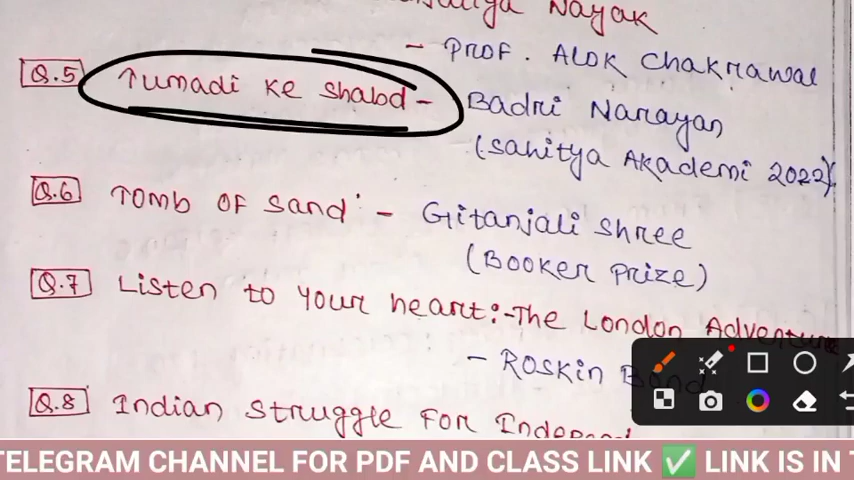 Nayak
- Prof. Alok Chakrawal
Q.5 Tumadi ke shabd - Badri Narayan
(Sahitya Akademi 2022)
Q.6 Tomb of Sand - Gitanjali Shree
(Booker Prize)
Q.7 Listen to your heart:- The London Adventure
- Roskin Bond
Q.8 Indian Struggle For
TELEGRAM CHANNEL FOR PDF AND CLASS LINK ✅ LINK IS IN